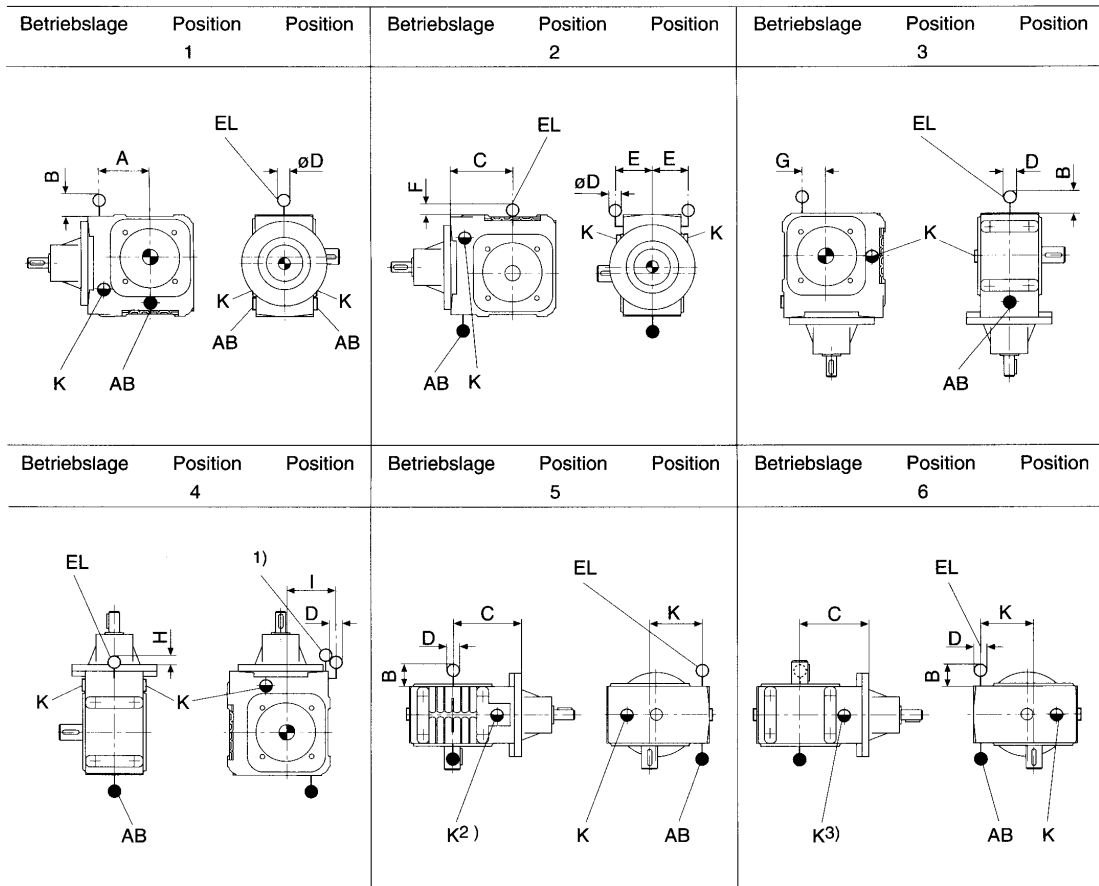 Betriebslage Position Position
1
Betriebslage Position Position
2
Betriebslage Position Position
3
EL
A
B
øD
K
K
AB
AB
K
AB
EL
C
F
E
E
øD
K
K
AB
K
EL
G
D
B
K
AB
Betriebslage Position Position
4
Betriebslage Position Position
5
Betriebslage Position Position
6
EL
1)
I
D
H
K
K
AB
EL
C
D
K
B
K2)
K
AB
EL
C
K
D
B
K3)
AB
K